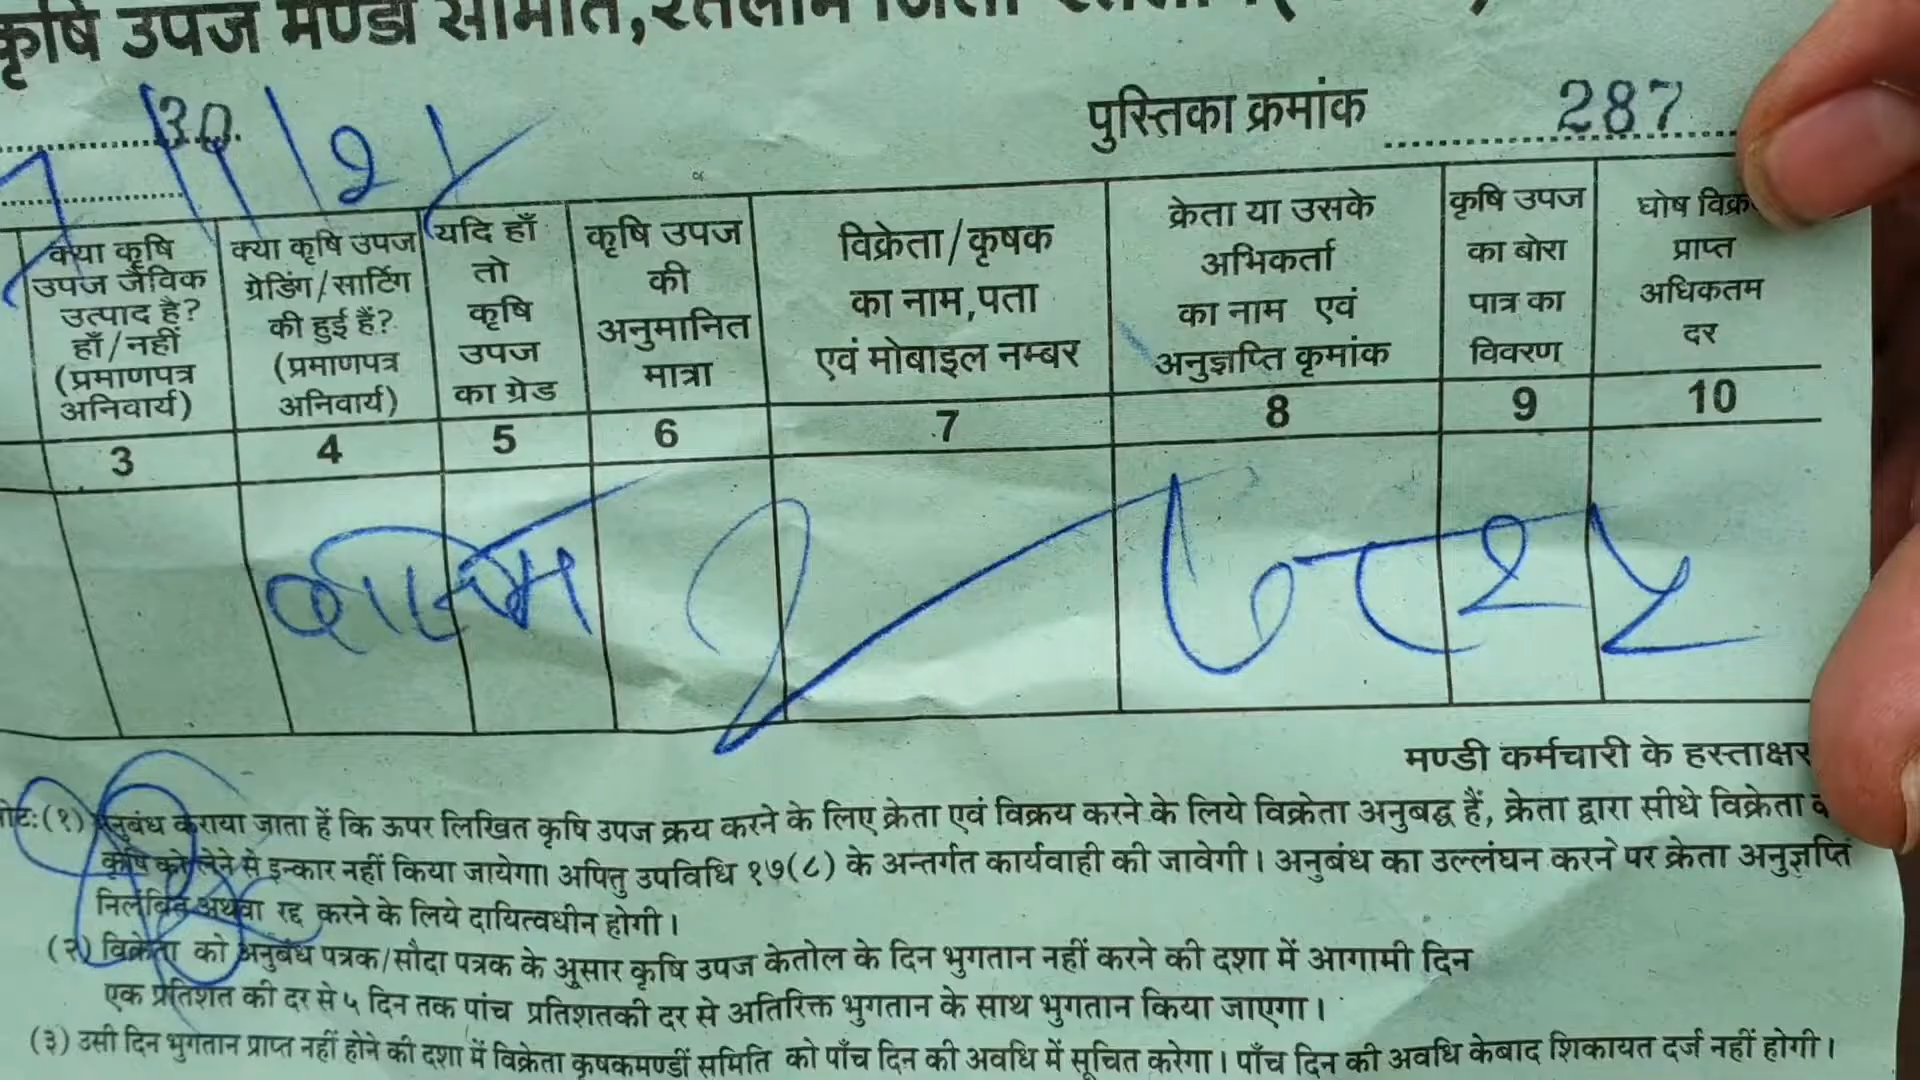 कृषि उपज मण्डी समिति, रतलाम जिला
30
पुस्तिका क्रमांक 287
क्या कृषि उपज जैविक उत्पाद है? हाँ/नहीं (प्रमाणपत्र अनिवार्य)
क्या कृषि उपज ग्रेडिंग/सार्टिग की हुई हैं? (प्रमाणपत्र अनिवार्य)
यदि हाँ तो कृषि उपज का ग्रेड
कृषि उपज की अनुमानित मात्रा
विक्रेता/कृषक का नाम,पता एवं मोबाइल नम्बर
क्रेता या उसके अभिकर्ता का नाम एवं अनुज्ञप्ति कृमांक
कृषि उपज का बोरा पात्र का विवरण
घोष प्राप्त अधिकतम दर
3 4 5 6 7 8 9 10
मण्डी कर्मचारी के हस्ताक्षर
(१) कराया जाता हें कि ऊपर लिखित कृषि उपज क्रय करने के लिए क्रेता एवं विक्रय करने के लिये विक्रेता अनुबद्ध हैं, क्रेता द्वारा सीधे विक्रेता
कृषि को लेने से इन्कार नहीं किया जायेगा। अपितु उपविधि १७(८) के अन्तर्गत कार्यवाही की जावेगी। अनुबंध का उल्लंघन करने पर क्रेता अनुज्ञप्ति
निलंबित अथवा रद्द करने के लिये दायित्वधीन होगी।
(२) विक्रेता को अनुबंध पत्रक/सौदा पत्रक के अुसार कृषि उपज केतोल के दिन भुगतान नहीं करने की दशा में आगामी दिन
एक प्रतिशत की दर से ५ दिन तक पांच प्रतिशतकी दर से अतिरिक्त भुगतान के साथ भुगतान किया जाएगा।
(३) उसी दिन भुगतान प्राप्त नहीं होने की दशा में विक्रेता कृषकमण्डीं समिति को पाँच दिन की अवधि में सूचित करेगा। पाँच दिन की अवधि केबाद शिकायत दर्ज नहीं होगी।